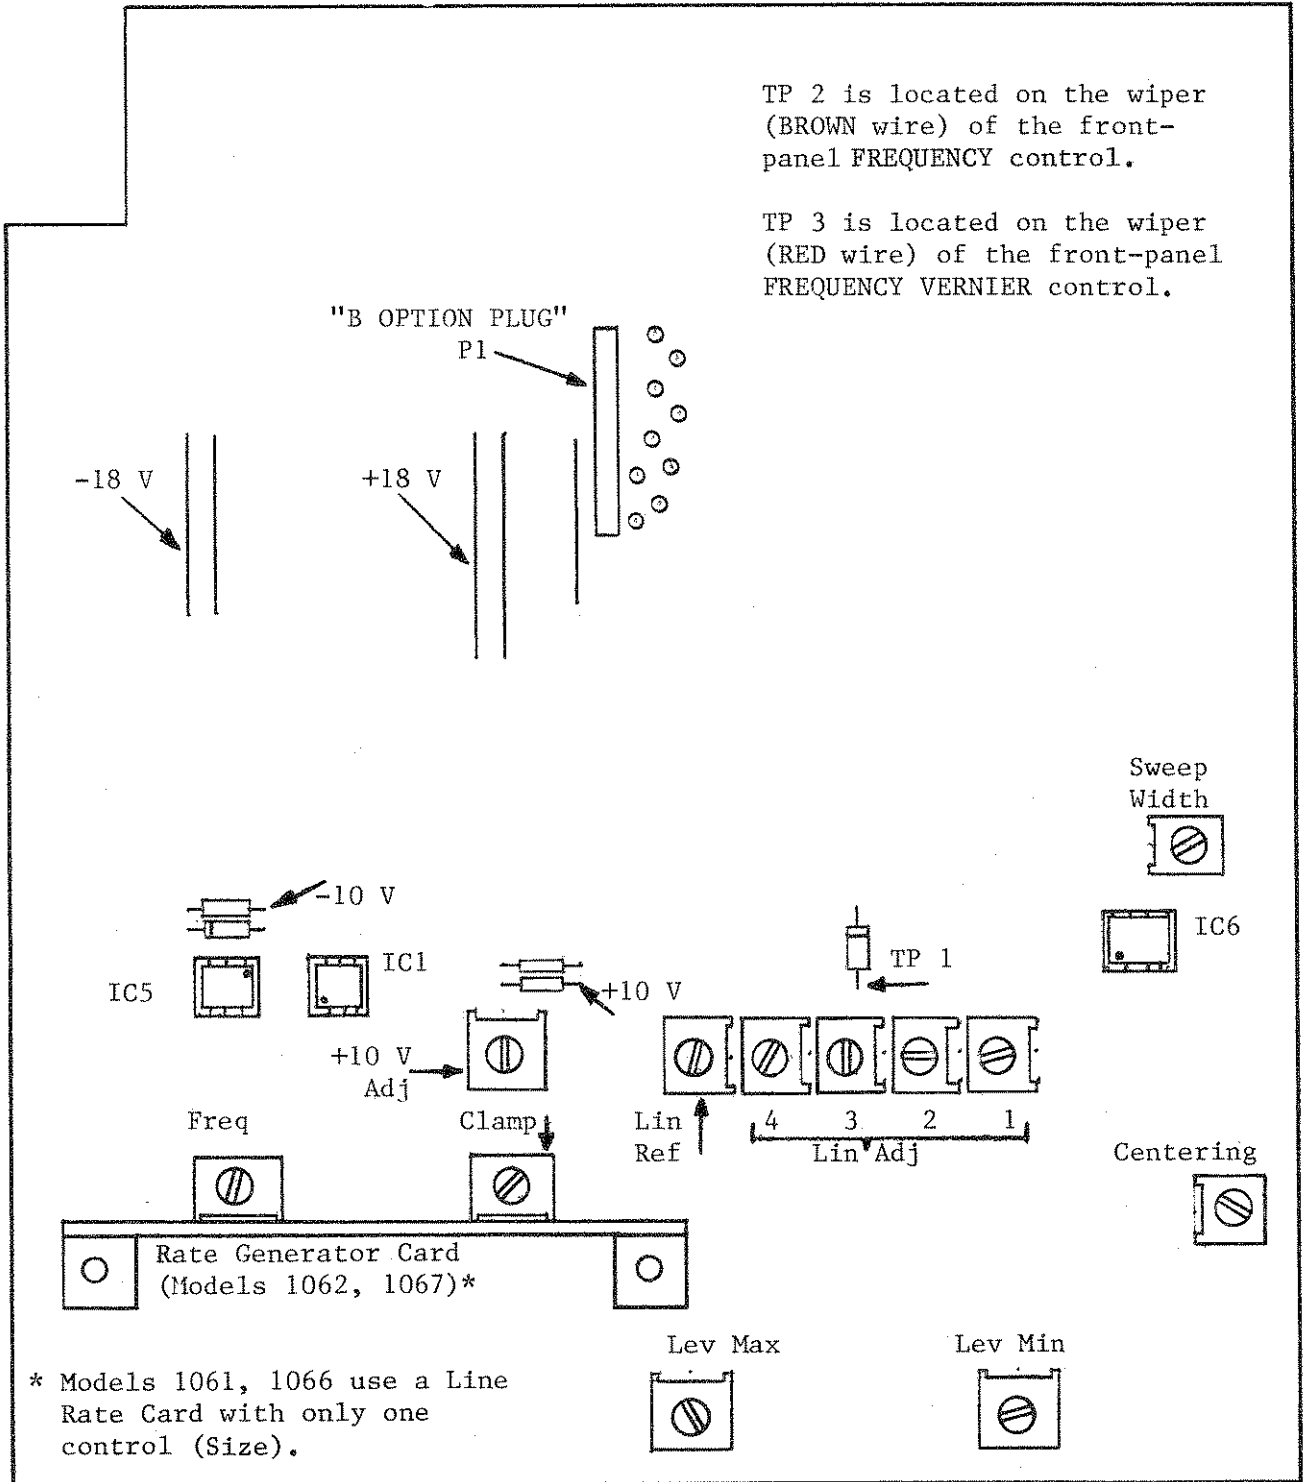 TP 2 is located on the wiper
(BROWN wire) of the front-
panel FREQUENCY control.
TP 3 is located on the wiper
(RED wire) of the front-panel
FREQUENCY VERNIER control.
"B OPTION PLUG"
P1
-18 V
+18 V
Sweep
Width
-10 V
IC6
IC5
IC1
TP 1
+10 V
+10 V
Adj
Freq
Clamp
Lin
Ref
4 3 2 1
Lin Adj
Centering
Rate Generator Card
(Models 1062, 1067)*
Lev Max
Lev Min
* Models 1061, 1066 use a Line
Rate Card with only one
control (Size).